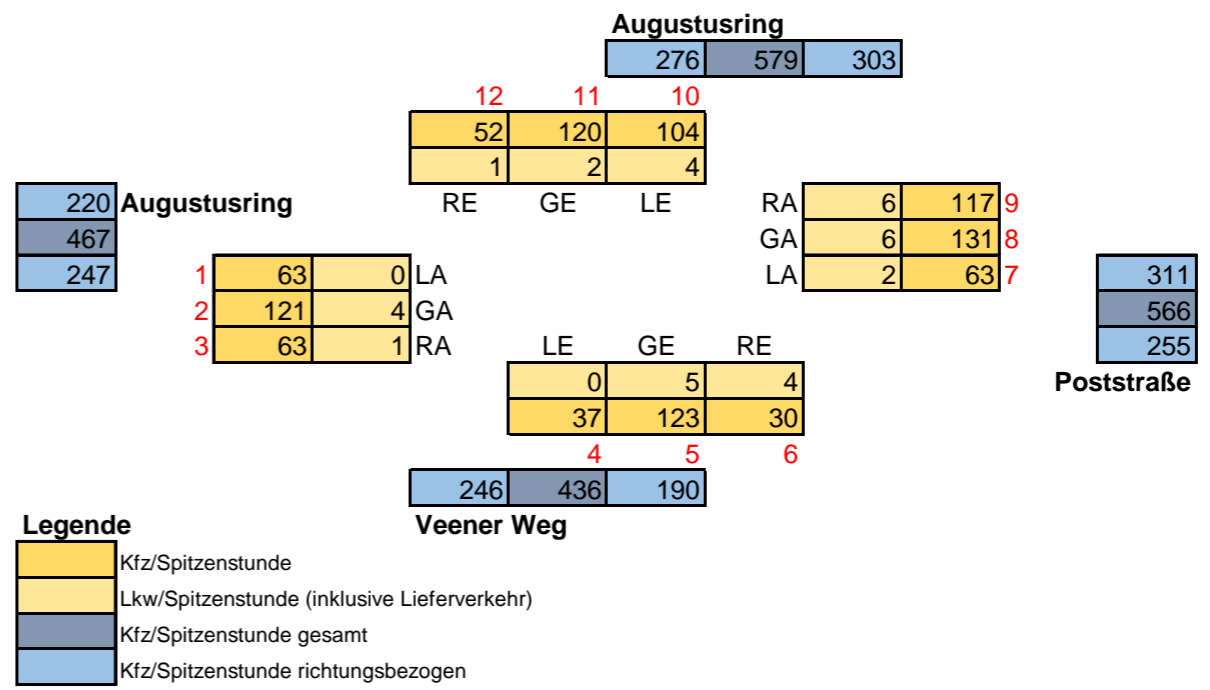 Augustusring
276 579 303
12 11 10
52 120 104
1 2 4
220 Augustusring RE GE LE RA 6 117 9
467 GA 6 131 8
247 1 63 0 LA LA 2 63 7 311
2 121 4 GA 566
3 63 1 RA LE GE RE 255
0 5 4 Poststraße
37 123 30
4 5 6
246 436 190
Legende Veener Weg
Kfz/Spitzenstunde
Lkw/Spitzenstunde (inklusive Lieferverkehr)
Kfz/Spitzenstunde gesamt
Kfz/Spitzenstunde richtungsbezogen